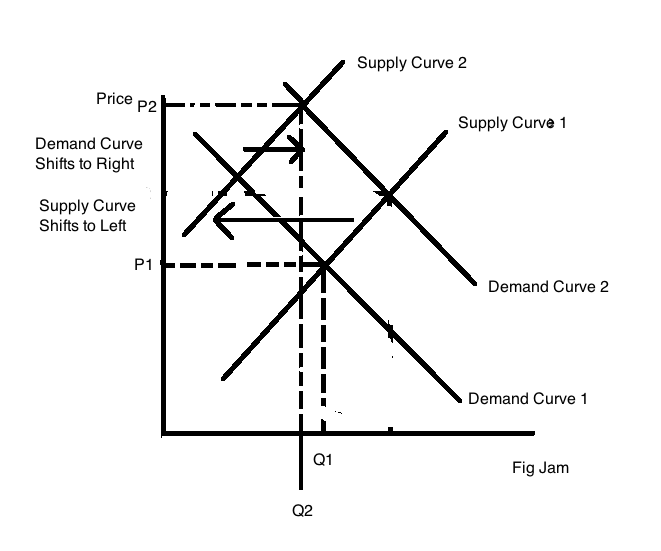 Supply Curve 2
Price
P2
Supply Curve 1
Demand Curve
Shifts to Right
Supply Curve
Shifts to Left
P1
Demand Curve 2
Demand Curve 1
Q1
Fig Jam
Q2